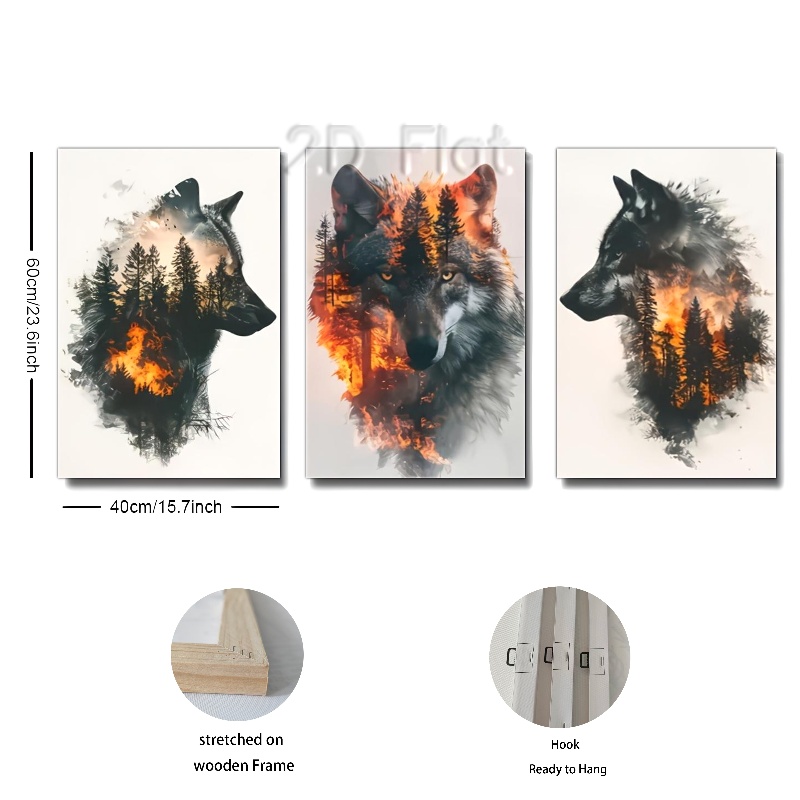 2D Flat
60cm/23.6inch
40cm/15.7inch
stretched on
wooden Frame
Hook
Ready to Hang